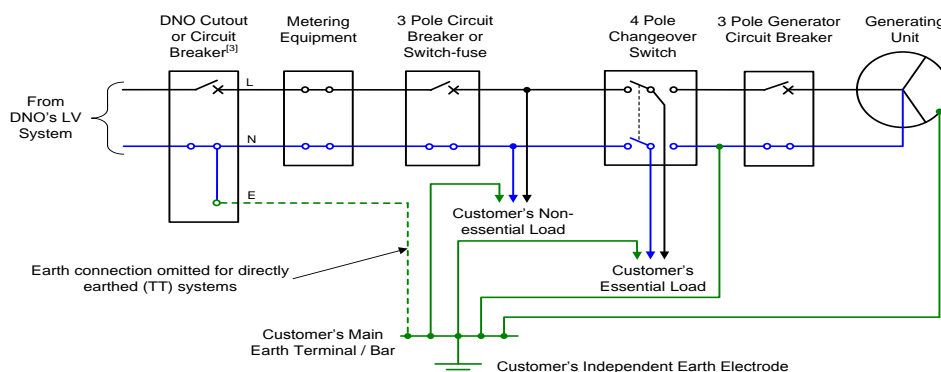 DNO Cutout
or Circuit
Breaker[3]
Metering
Equipment
3 Pole Circuit
Breaker or
Switch-fuse
4 Pole
Changeover
Switch
3 Pole Generator
Circuit Breaker
Generating
Unit
L
From
DNO's LV
System
N
E
Customer's Non-
essential Load
Customer's
Essential Load
Earth connection omitted for directly
earthed (TT) systems
Customer's Main
Earth Terminal / Bar
Customer's Independent Earth Electrode